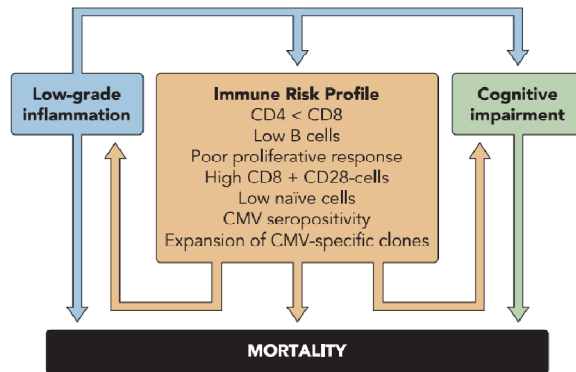 Low-grade
inflammation
Immune Risk Profile
CD4 < CD8
Low B cells
Poor proliferative response
High CD8 + CD28-cells
Low naïve cells
CMV seropositivity
Expansion of CMV-specific clones
Cognitive
impairment
MORTALITY